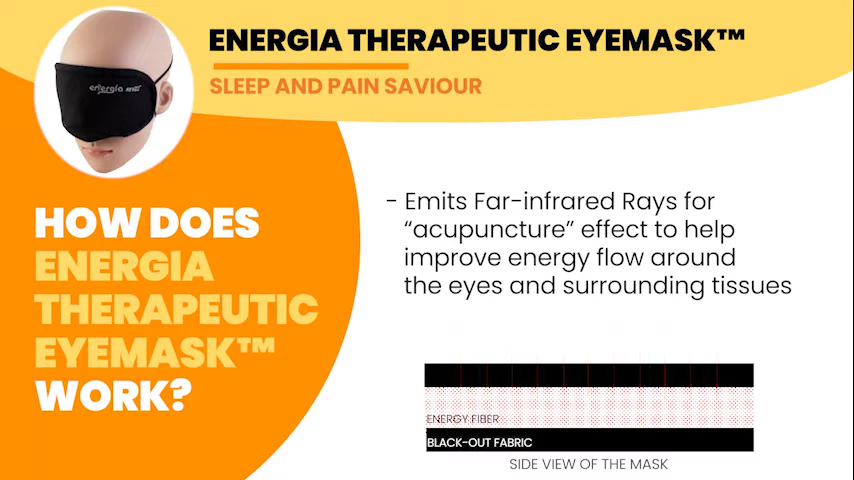 ENERGIA THERAPEUTIC EYEMASK™
SLEEP AND PAIN SAVIOUR
energia
HOW DOES
ENERGIA
THERAPEUTIC
EYEMASK™
WORK?
- Emits Far-infrared Rays for
“acupuncture” effect to help
improve energy flow around
the eyes and surrounding tissues
ENERGY FIBER
BLACK-OUT FABRIC
SIDE VIEW OF THE MASK